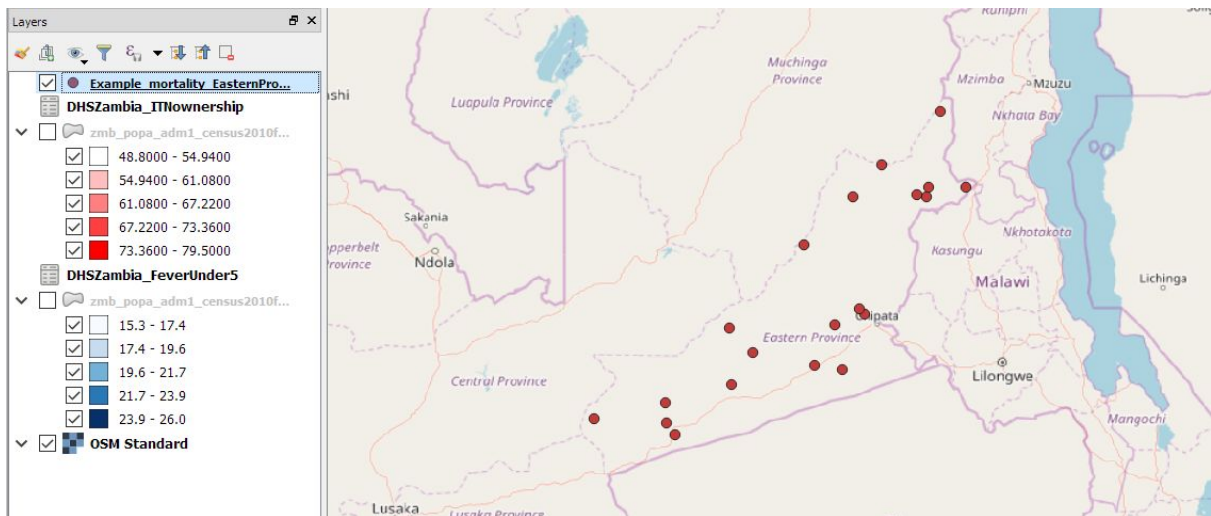 Layers
Example_mortality_EasternPro...
DHSZambia_ITNownership
zmb_popa_adm1_census2010f...
48.8000 - 54.9400
54.9400 - 61.0800
61.0800 - 67.2200
67.2200 - 73.3600
73.3600 - 79.5000
DHSZambia_FeverUnder5
zmb_popa_adm1_census2010f...
15.3 - 17.4
17.4 - 19.6
19.6 - 21.7
21.7 - 23.9
23.9 - 26.0
OSM Standard
Muchinga
Province
Mzimba
Mzuzu
Luapula Province
Nkhata Bay
Sakania
Ndola
Nkhotakota
Kasungu
Malawi
Lichinga
Eastern Province
Central Province
Lilongwe
Mangochi
Lusaka
Lusaka Province